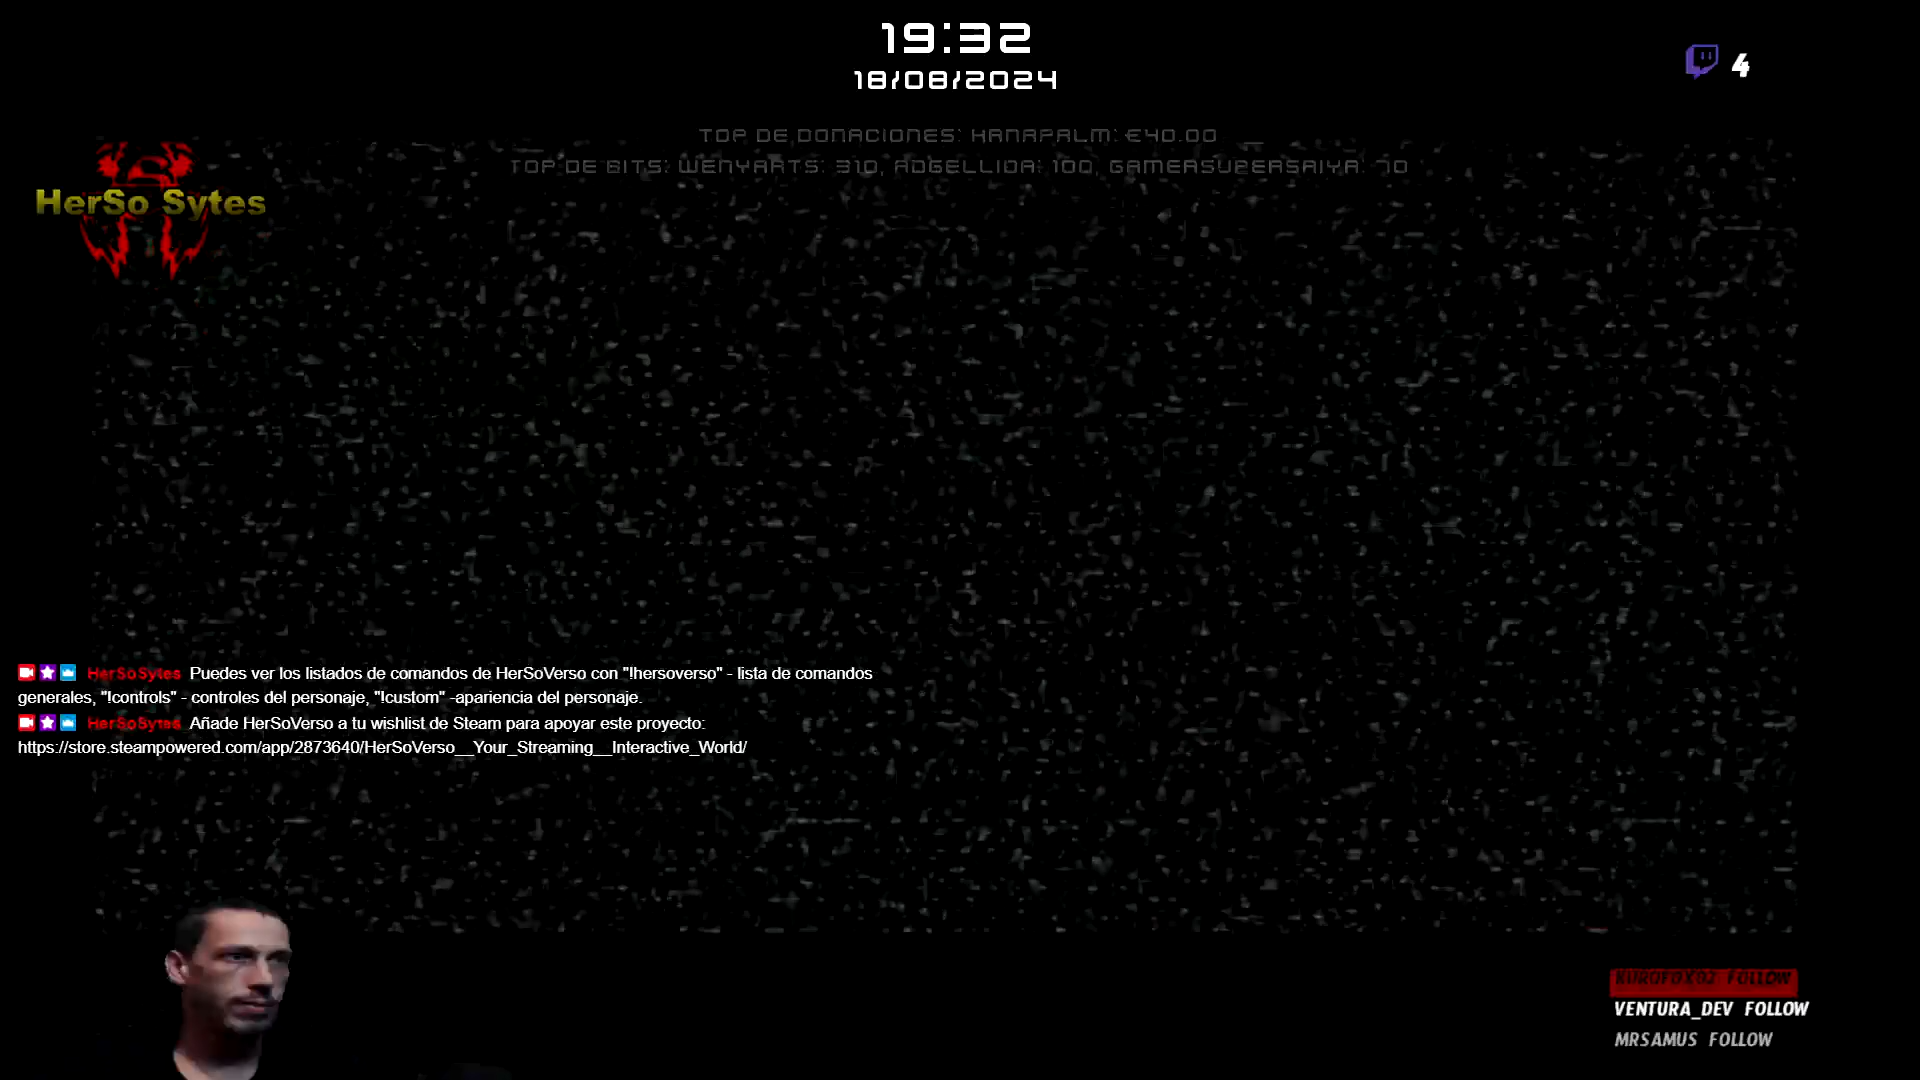 19:32
18/08/2024
4
TOP DE DONACIONES: HANAPALM: €40.00
TOP DE BITS: WENYARTS: 310, ADGELLIDA: 100, GAMERSUPERSAIYA: 70
HerSo Sytes
HerSoSytes Puedes ver los listados de comandos de HerSoVerso con "!hersoverso" - lista de comandos
generales, "!controls" - controles del personaje, "!custom" -apariencia del personaje.
HerSoSytes Añade HerSoVerso a tu wishlist de Steam para apoyar este proyecto:
https://store.steampowered.com/app/2873640/HerSoVerso__Your_Streaming__Interactive_World/
FOLLOW
VENTURA_DEV FOLLOW
MRSAMUS FOLLOW